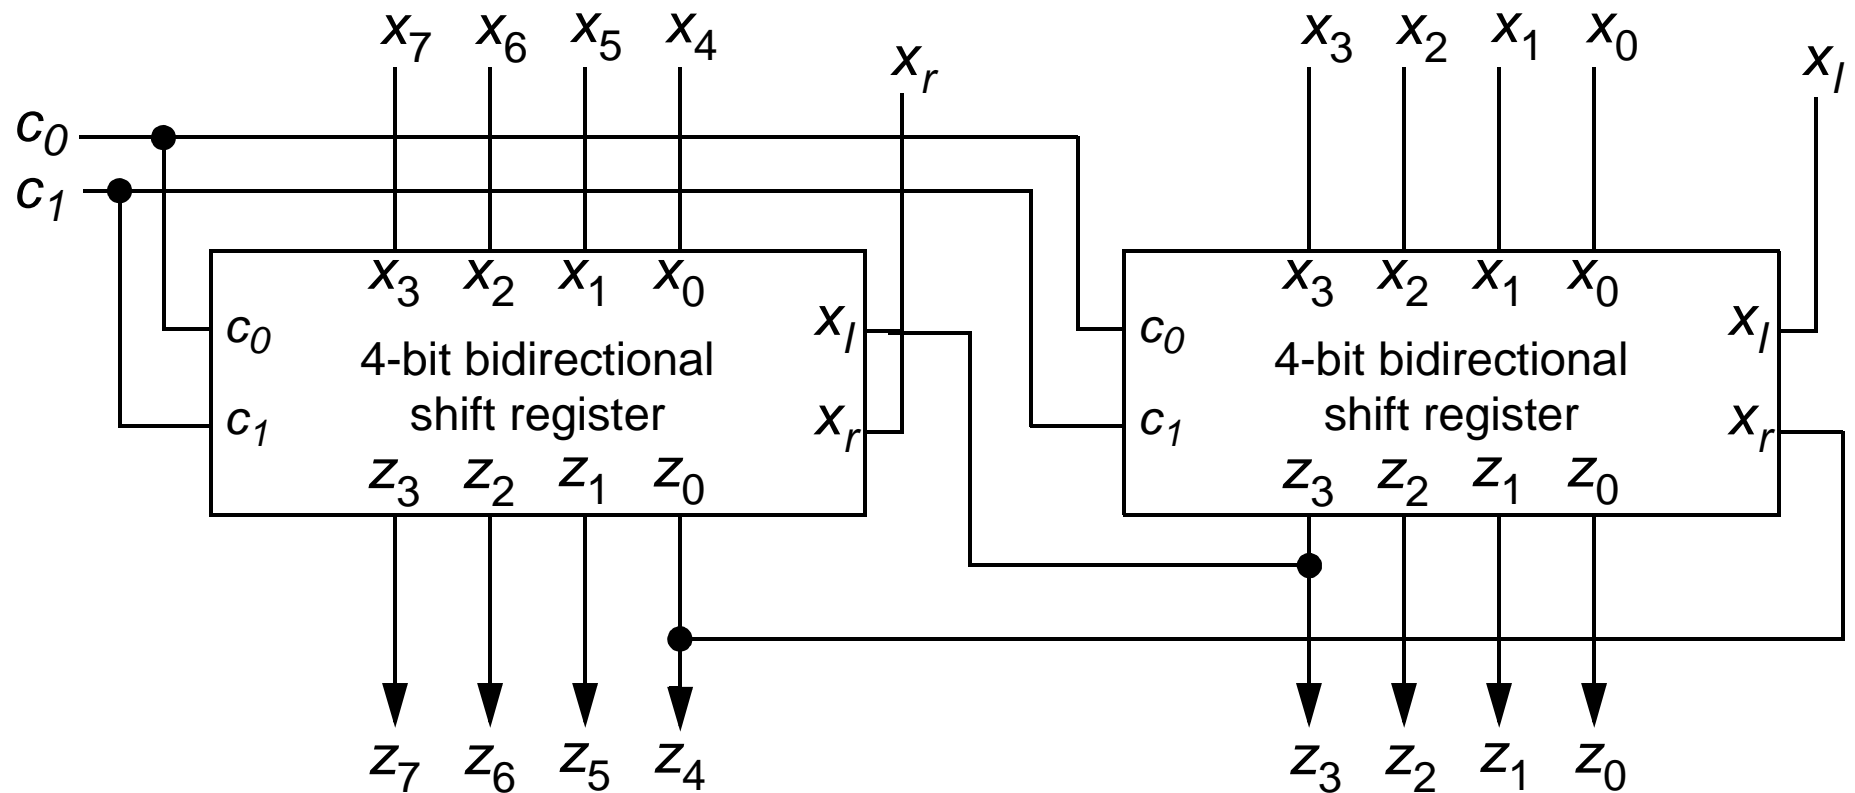 x7 x6 x5 x4 x3 x2 x1 x0
xr xl
c0
c1
x3 x2 x1 x0 x3 x2 x1 x0
c0 xl c0 xl
4-bit bidirectional 4-bit bidirectional
shift register shift register
c1 xr c1 xr
z3 z2 z1 z0 z3 z2 z1 z0
z7 z6 z5 z4 z3 z2 z1 z0